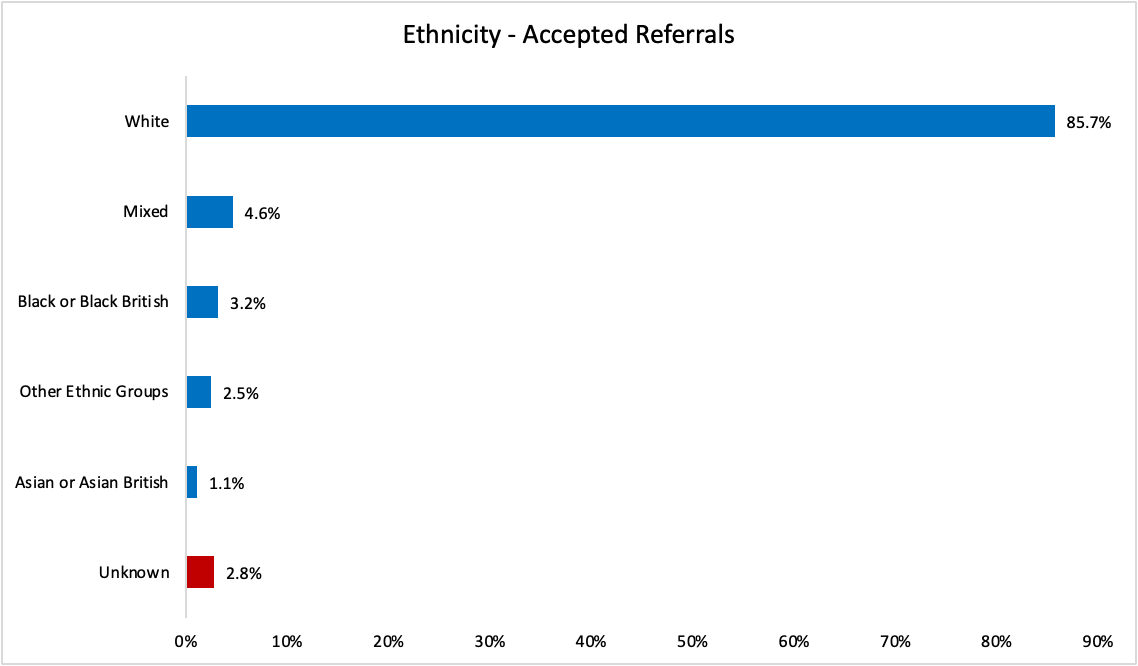 Ethnicity - Accepted Referrals
White
85.7%
Mixed
4.6%
Black or Black British
3.2%
Other Ethnic Groups
2.5%
Asian or Asian British
1.1%
Unknown
2.8%
0% 10% 20% 30% 40% 50% 60% 70% 80% 90%